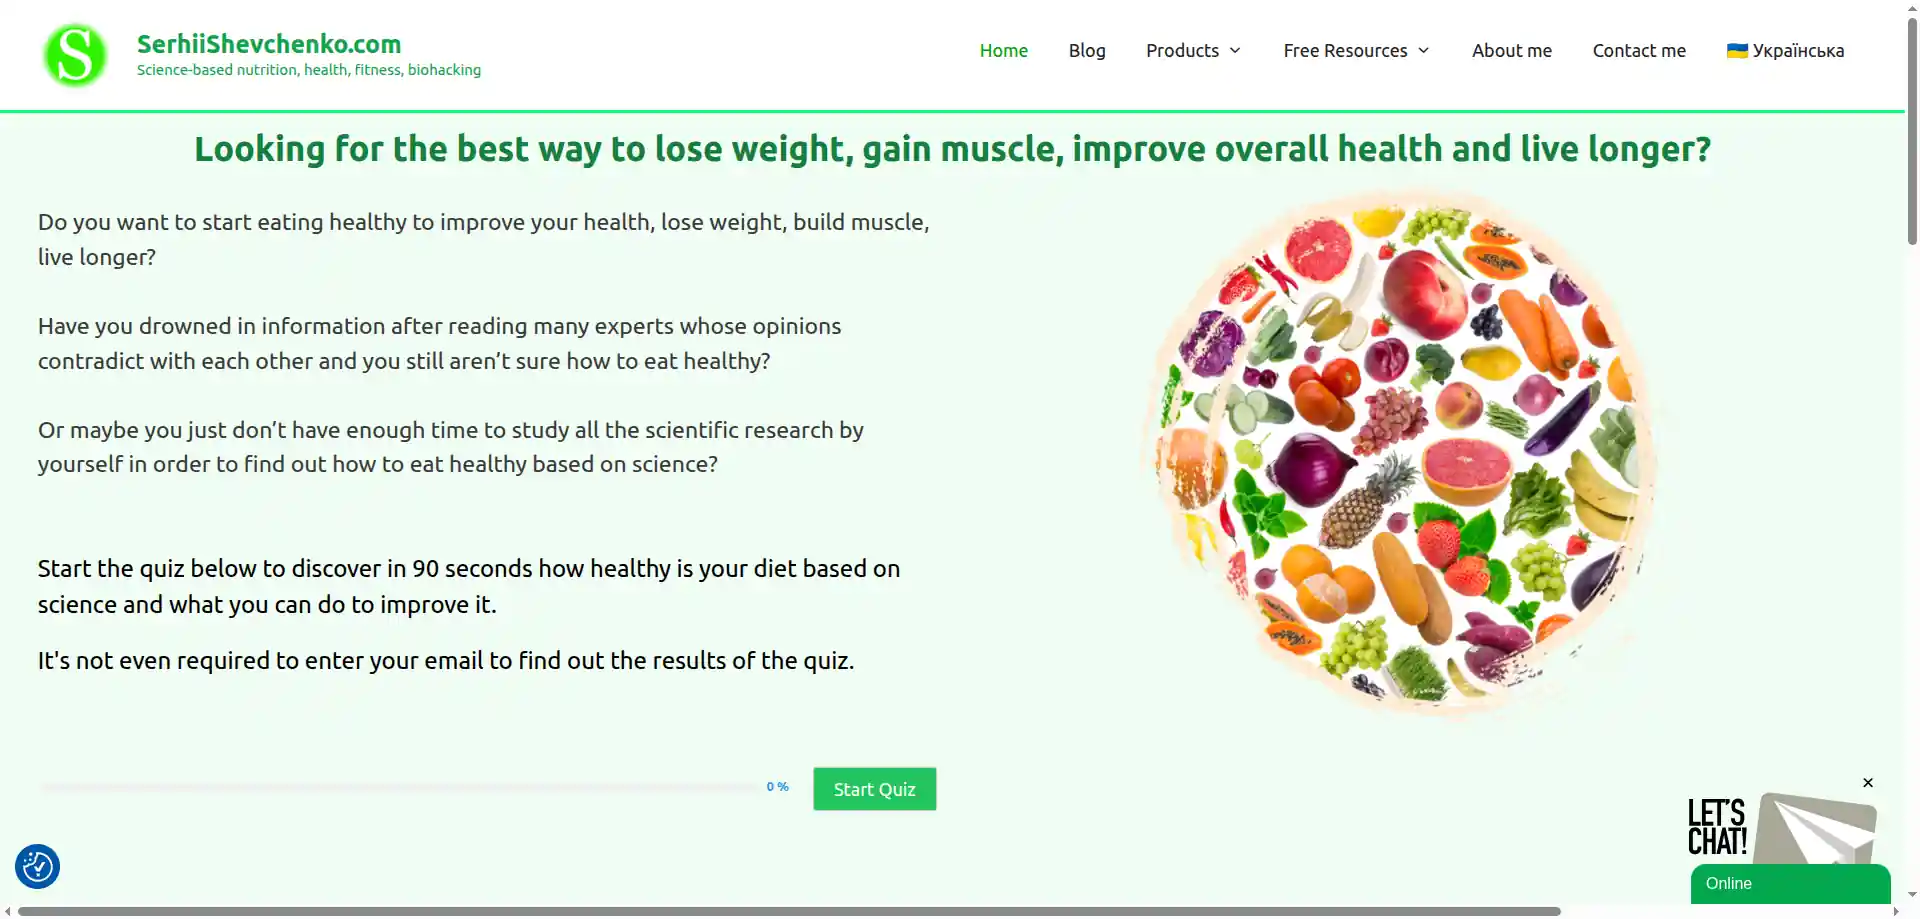 S
SerhiiShevchenko.com
Science-based nutrition, health, fitness, biohacking
Home
Blog
Products
Free Resources
About me
Contact me
Українська
Looking for the best way to lose weight, gain muscle, improve overall health and live longer?
Do you want to start eating healthy to improve your health, lose weight, build muscle,
live longer?
Have you drowned in information after reading many experts whose opinions
contradict with each other and you still aren’t sure how to eat healthy?
Or maybe you just don’t have enough time to study all the scientific research by
yourself in order to find out how to eat healthy based on science?
Start the quiz below to discover in 90 seconds how healthy is your diet based on
science and what you can do to improve it.
It's not even required to enter your email to find out the results of the quiz.
0 %
Start Quiz
LET'S
CHAT!
Online